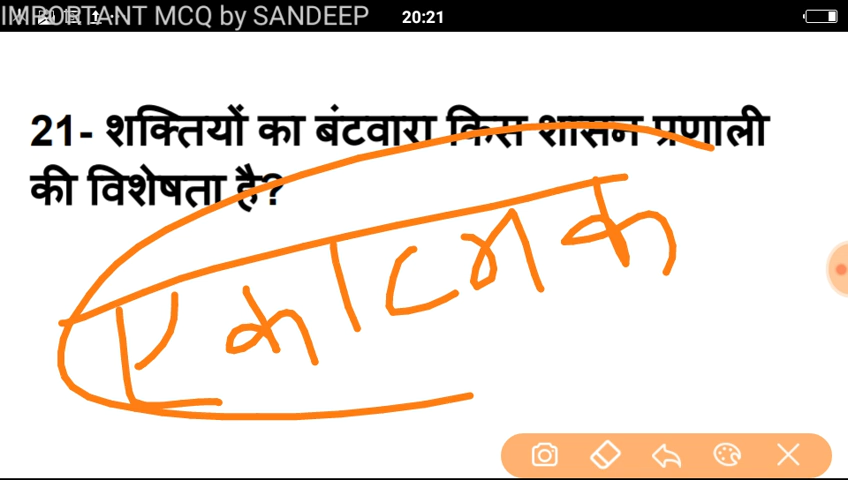 IMPORTANT MCQ by SANDEEP
20:21
21- शक्तियों का बंटवारा किस शासन प्रणाली
की विशेषता है?
एकात्मक